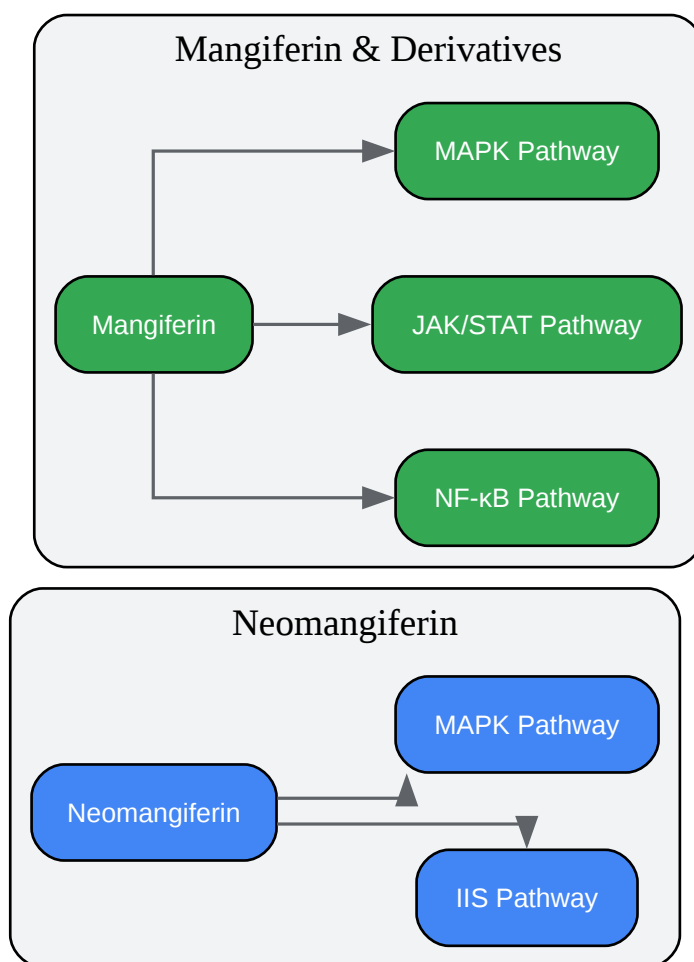 Mangiferin & Derivatives
MAPK Pathway
Mangiferin
JAK/STAT Pathway
NF-κB Pathway
Neomangiferin
MAPK Pathway
Neomangiferin
IIS Pathway